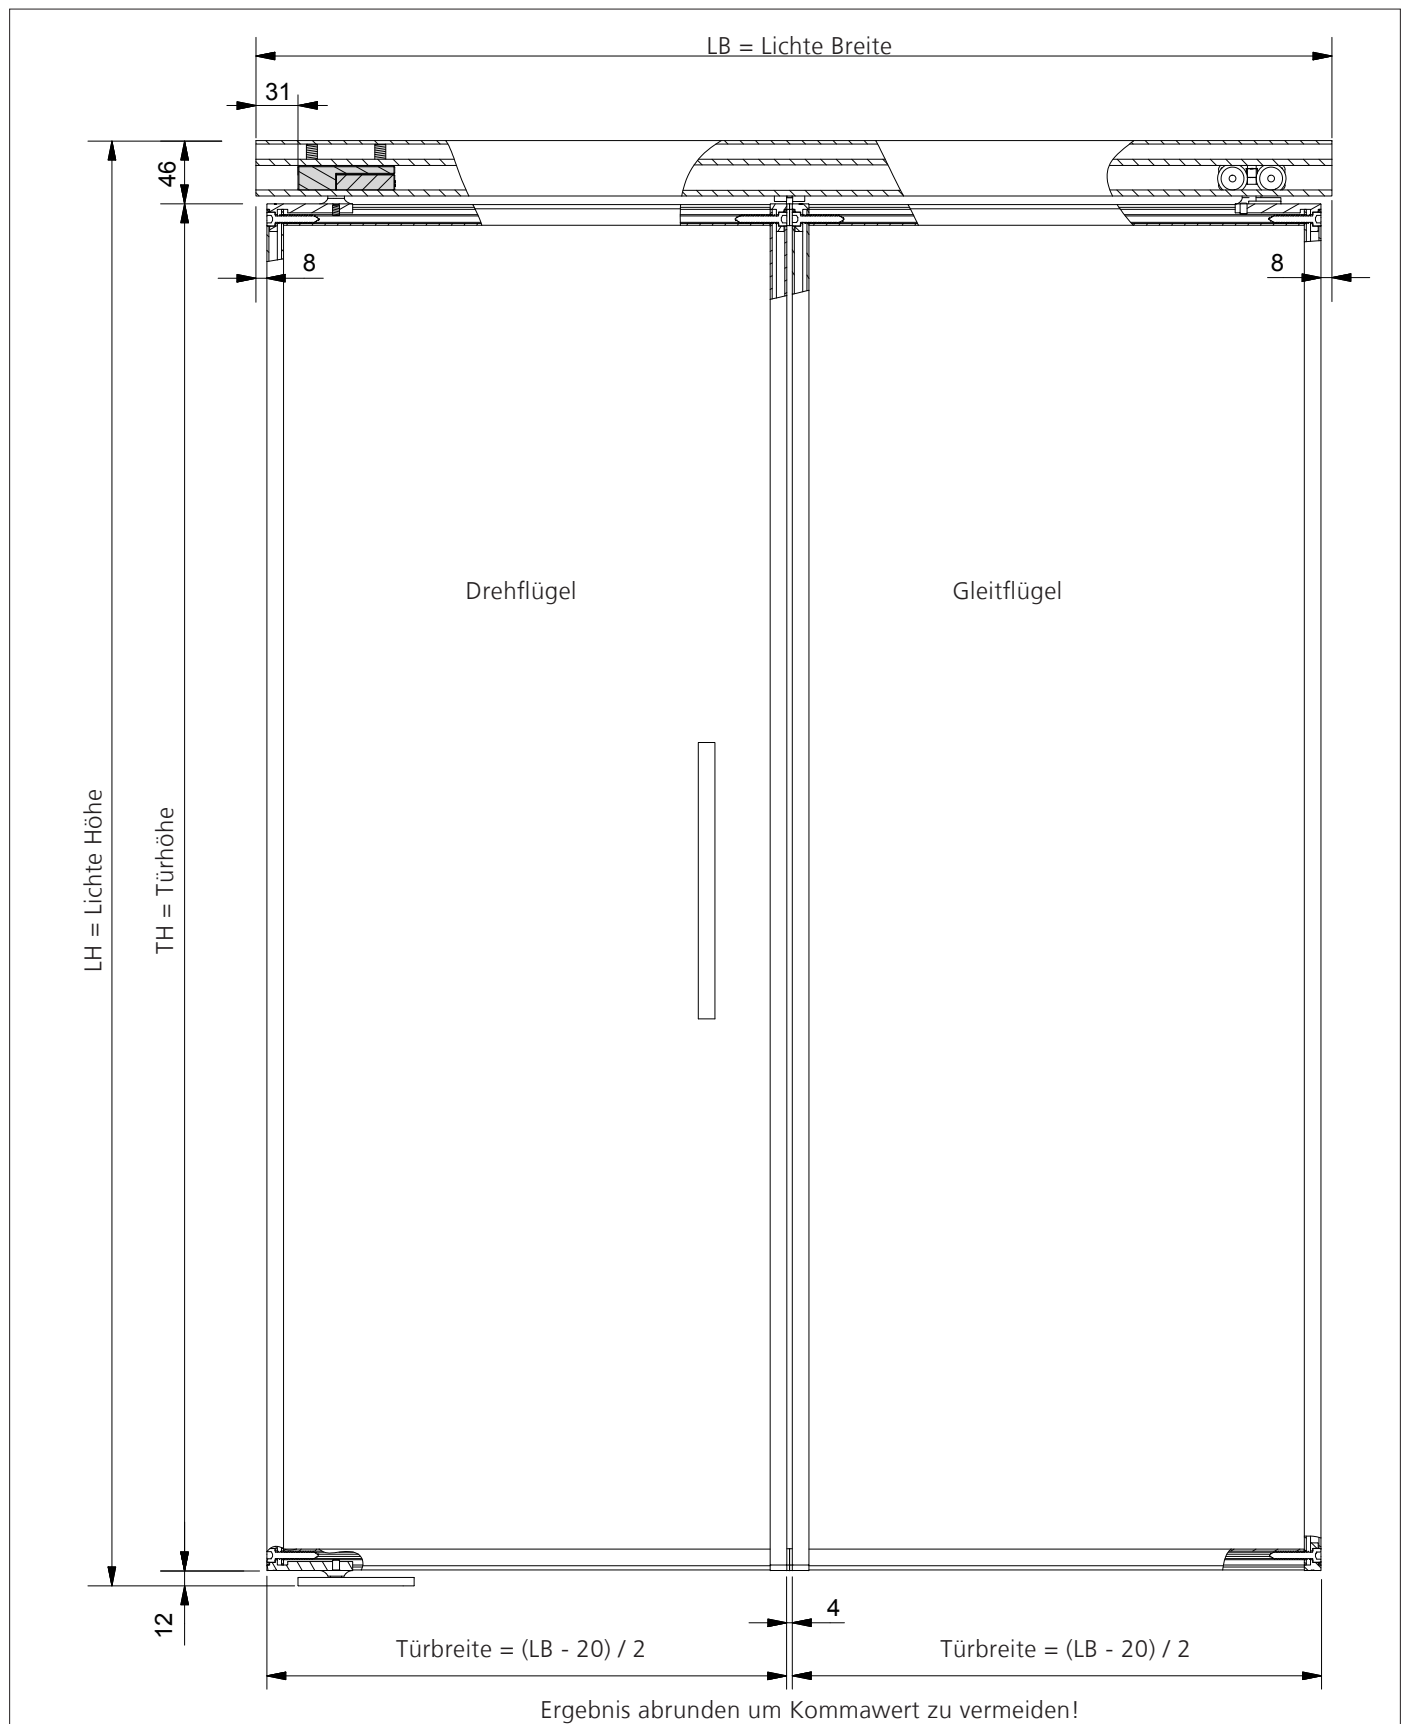 LB = Lichte Breite
31
46
8
8
Drehflügel
Gleitflügel
LH = Lichte Höhe
TH = Türhöhe
12
4
Türbreite = (LB - 20) / 2
Türbreite = (LB - 20) / 2
Ergebnis abrunden um Kommawert zu vermeiden!